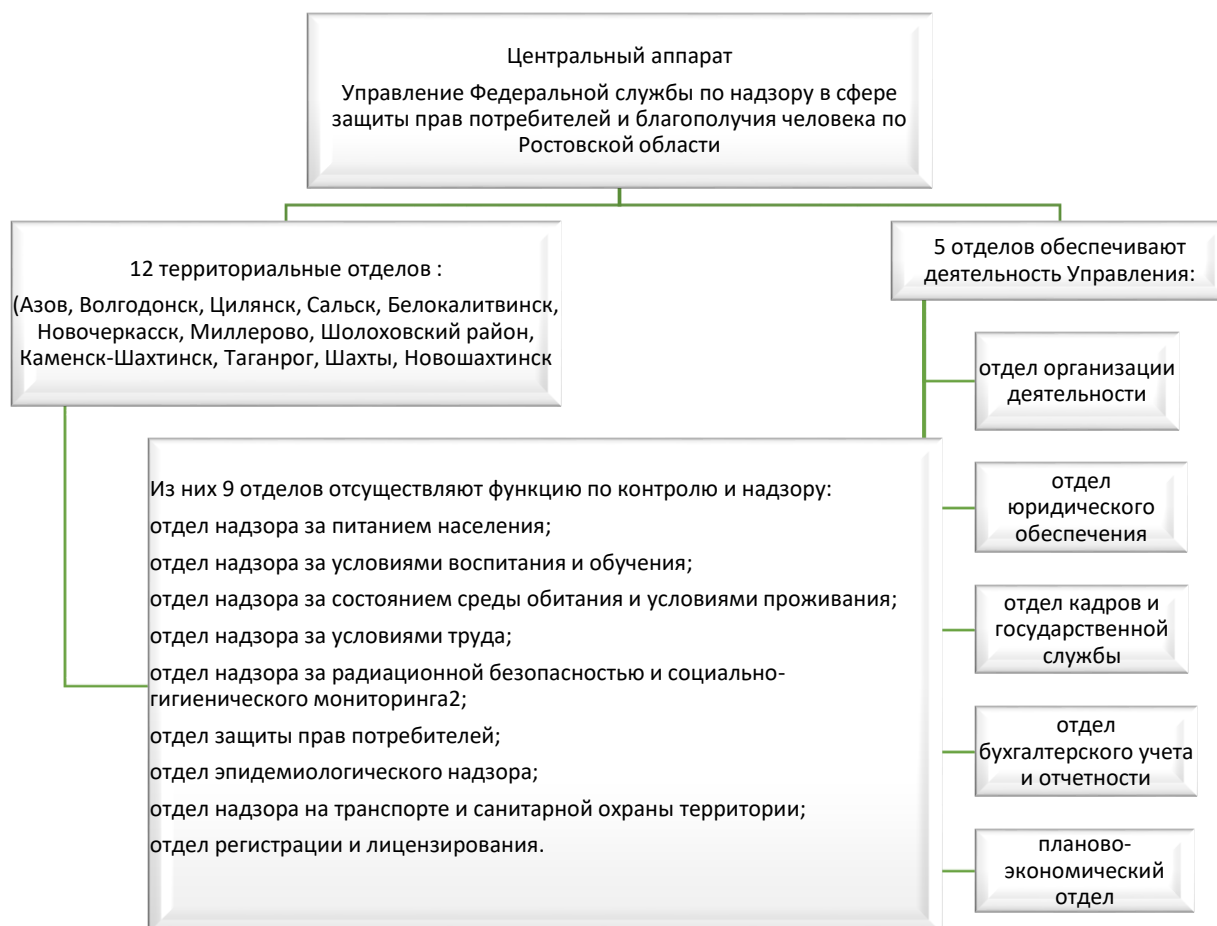 Центральный аппарат
Управление Федеральной службы по надзору в сфере
защиты прав потребителей и благополучия человека по
Ростовской области
12 территориальные отделов :
(Азов, Волгодонск, Цилянск, Сальск, Белокалитвинск,
Новочеркасск, Миллерово, Шолоховский район,
Каменск-Шахтинск, Таганрог, Шахты, Новошахтинск
5 отделов обеспечивают
деятельность Управления:
отдел организации
деятельности
отдел
юридического
обеспечения
отдел кадров и
государственной
службы
отдел
бухгалтерского учета
и отчетности
планово-
экономический
отдел
Из них 9 отделов отсуществляют функцию по контролю и надзору:
отдел надзора за питанием населения;
отдел надзора за условиями воспитания и обучения;
отдел надзора за состоянием среды обитания и условиями проживания;
отдел надзора за условиями труда;
отдел надзора за радиационной безопасностью и социально-
гигиенического мониторинга2;
отдел защиты прав потребителей;
отдел эпидемиологического надзора;
отдел надзора на транспорте и санитарной охраны территории;
отдел регистрации и лицензирования.